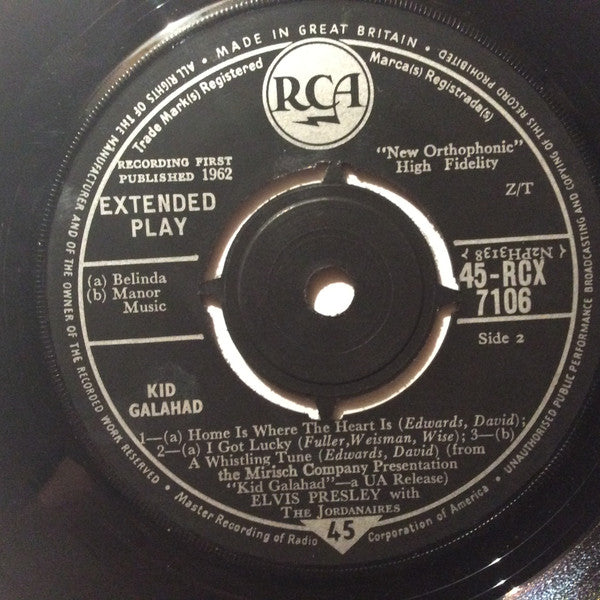 ALL RIGHTS OF THE MANUFACTURER AND OF THE OWNER OF THE RECORDED WORK RESERVED • MADE IN GREAT BRITAIN • UNAUTHORISED PUBLIC PERFORMANCE BROADCASTING AND COPYING OF THIS RECORD PROHIBITED
Trade Mark(s) Registered
Marca(s) Registrada(s)
RCA
RECORDING FIRST
PUBLISHED 1962
"New Orthophonic"
High Fidelity
Z/T
EXTENDED
PLAY
(a) Belinda
(b) Manor
Music
{ N2PH3138 }
45-RCX
7106
Side 2
KID
GALAHAD
1—(a) Home Is Where The Heart Is (Edwards, David);
2—(a) I Got Lucky (Fuller, Weisman, Wise); 3—(b)
A Whistling Tune (Edwards, David) (from
the Mirisch Company Presentation
"Kid Galahad"—a UA Release)
ELVIS PRESLEY with
THE JORDANAIRES
Master Recording of Radio Corporation of America.
45